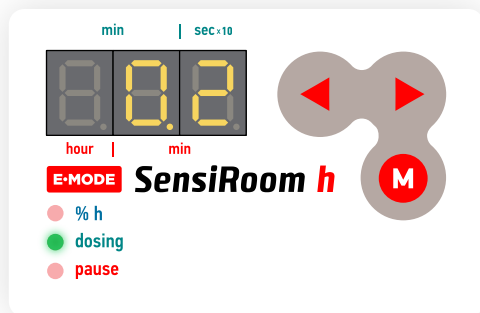 min | sec x10
0.2
hour | min
E•MODE SensiRoom h
M
% h
dosing
pause